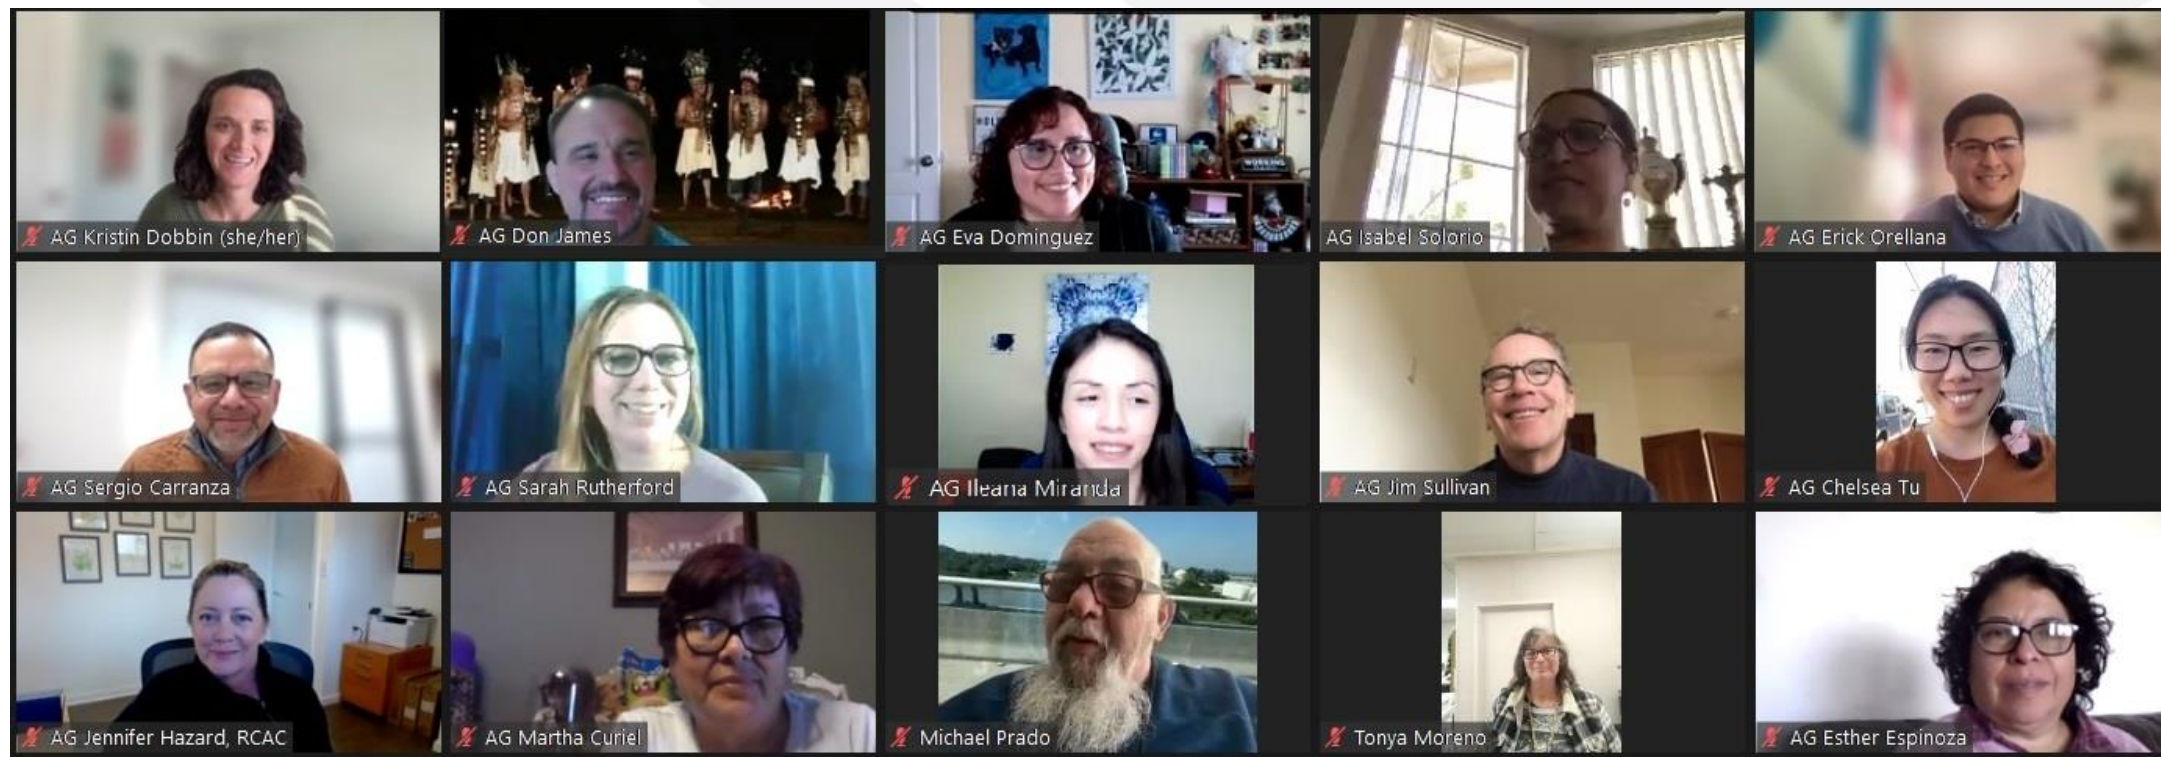 AG Kristin Dobbin (she/her)
AG Don James
AG Eva Dominguez
AG Isabel Solorio
AG Erick Orellana
AG Sergio Carranza
AG Sarah Rutherford
AG Ileana Miranda
AG Jim Sullivan
AG Chelsea Tu
AG Jennifer Hazard, RCAC
AG Martha Curiel
Michael Prado
Tonya Moreno
AG Esther Espinoza